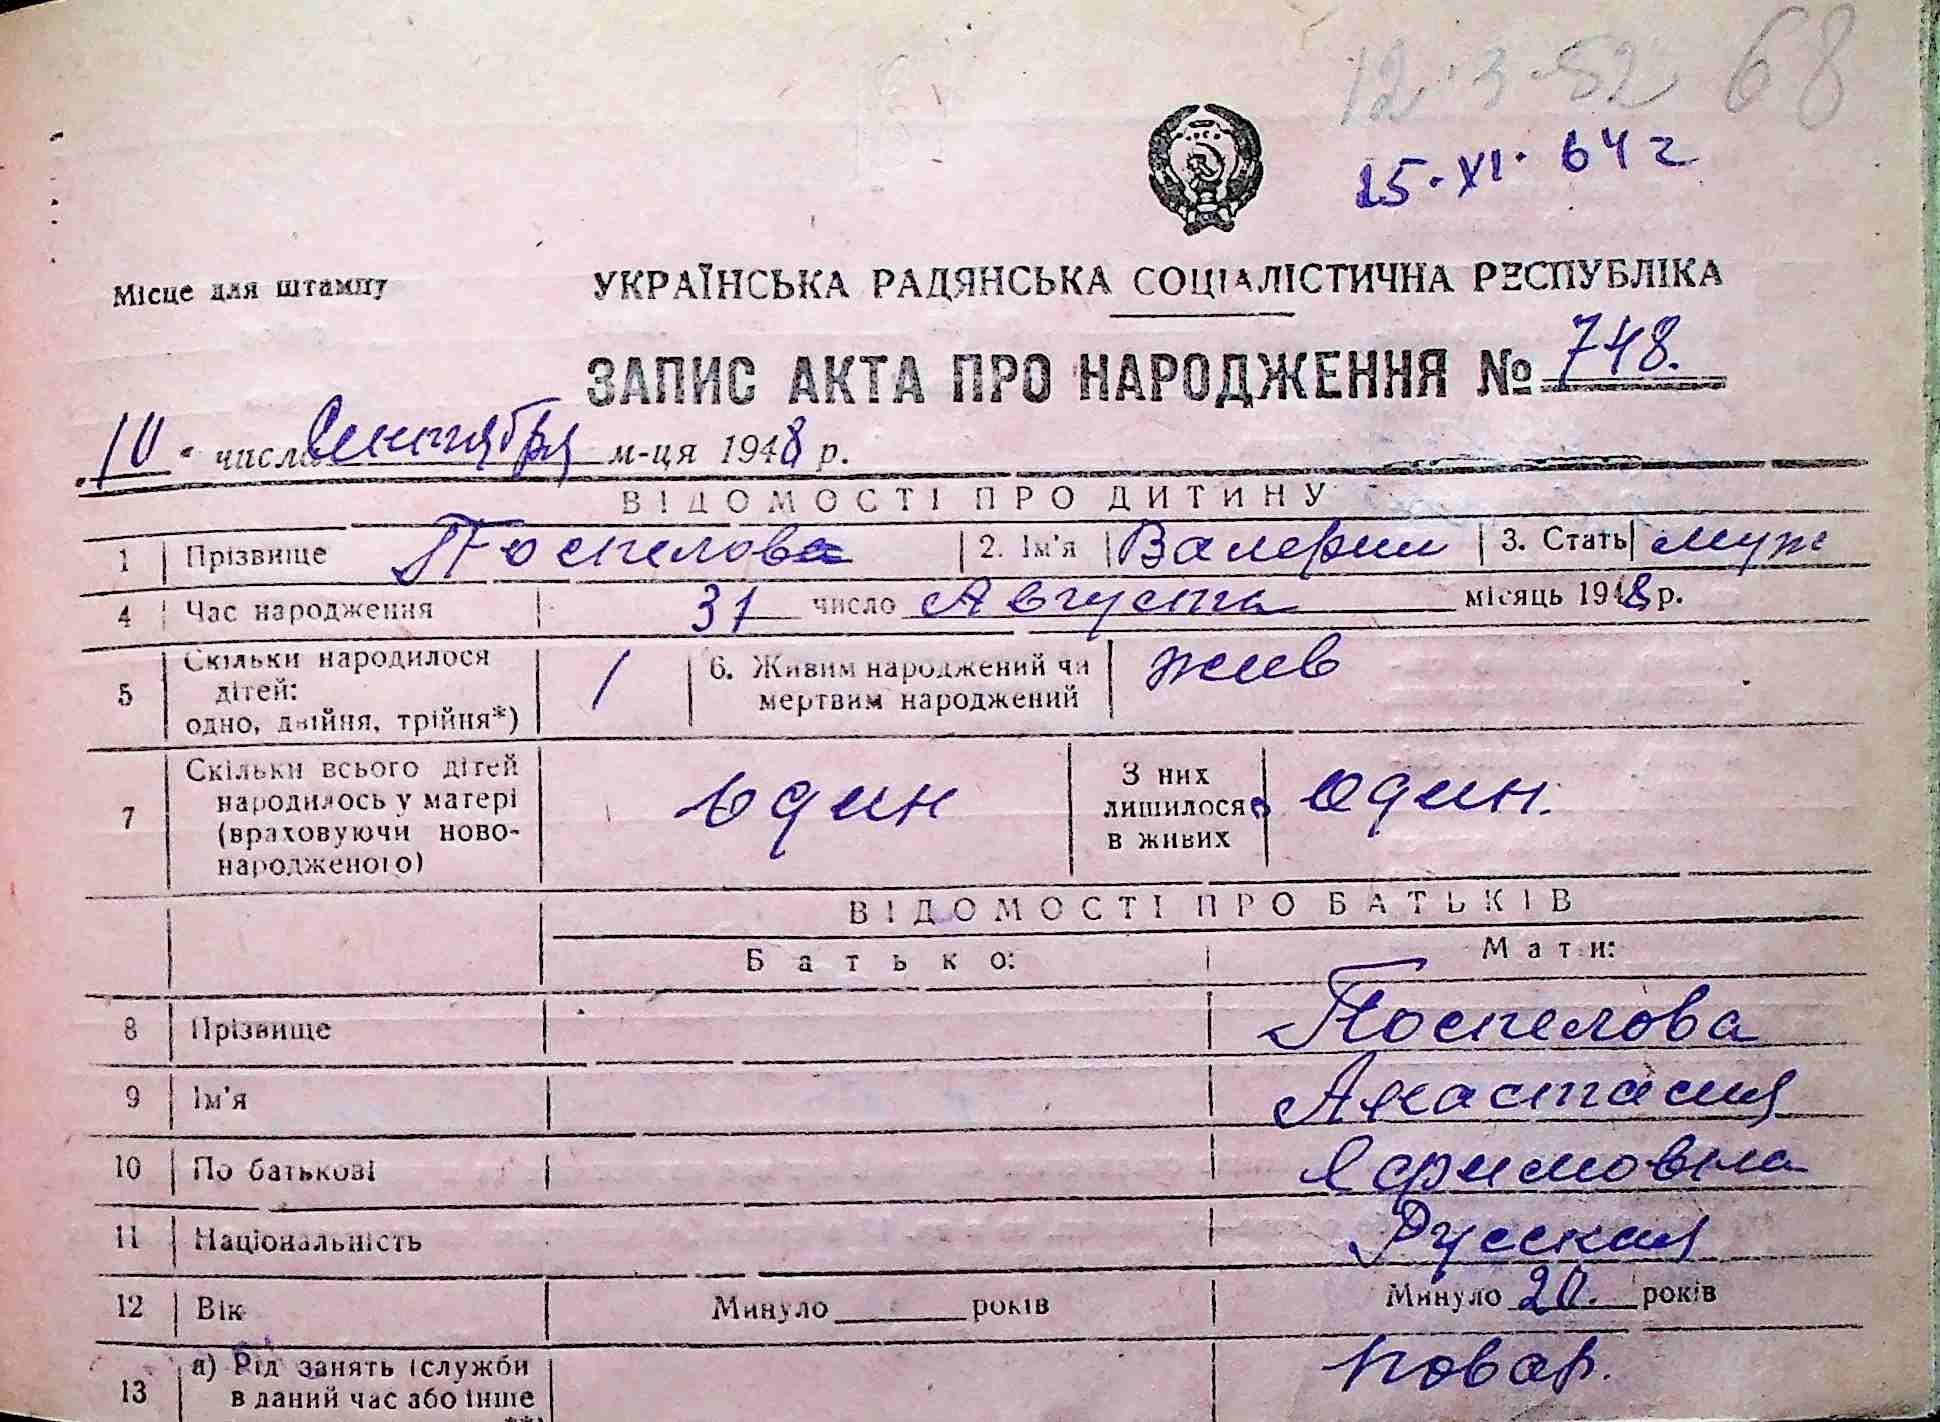 12.3.52 68
15.XI.64 г
Місце для штампу
УКРАЇНСЬКА РАДЯНСЬКА СОЦІАЛІСТИЧНА РЕСПУБЛІКА
ЗАПИС АКТА ПРО НАРОДЖЕННЯ № 748.
10 " числа Сентября м-ця 1948 р.
ВІДОМОСТІ ПРО ДИТИНУ
1 Прізвище Поспелов 2. Ім'я Валерий 3. Стать муж
4 Час народження 31 число Августа місяць 1948 р.
5 Скільки народилося дітей: одно, двійня, трійня*) 1 6. Живим народжений чи мертвим народжений жив
7 Скільки всього дітей народилось у матері (враховуючи ново-народженого) один З них лишилося в живих один.
ВІДОМОСТІ ПРО БАТЬКІВ
Батько: Мати:
8 Прізвище Поспелова
9 Ім'я Анастасия
10 По батькові Ефимовна
11 Національність Русская
12 Вік Минуло років Минуло 20. років
13 а) Рід занять (служби в даний час або інше повар.